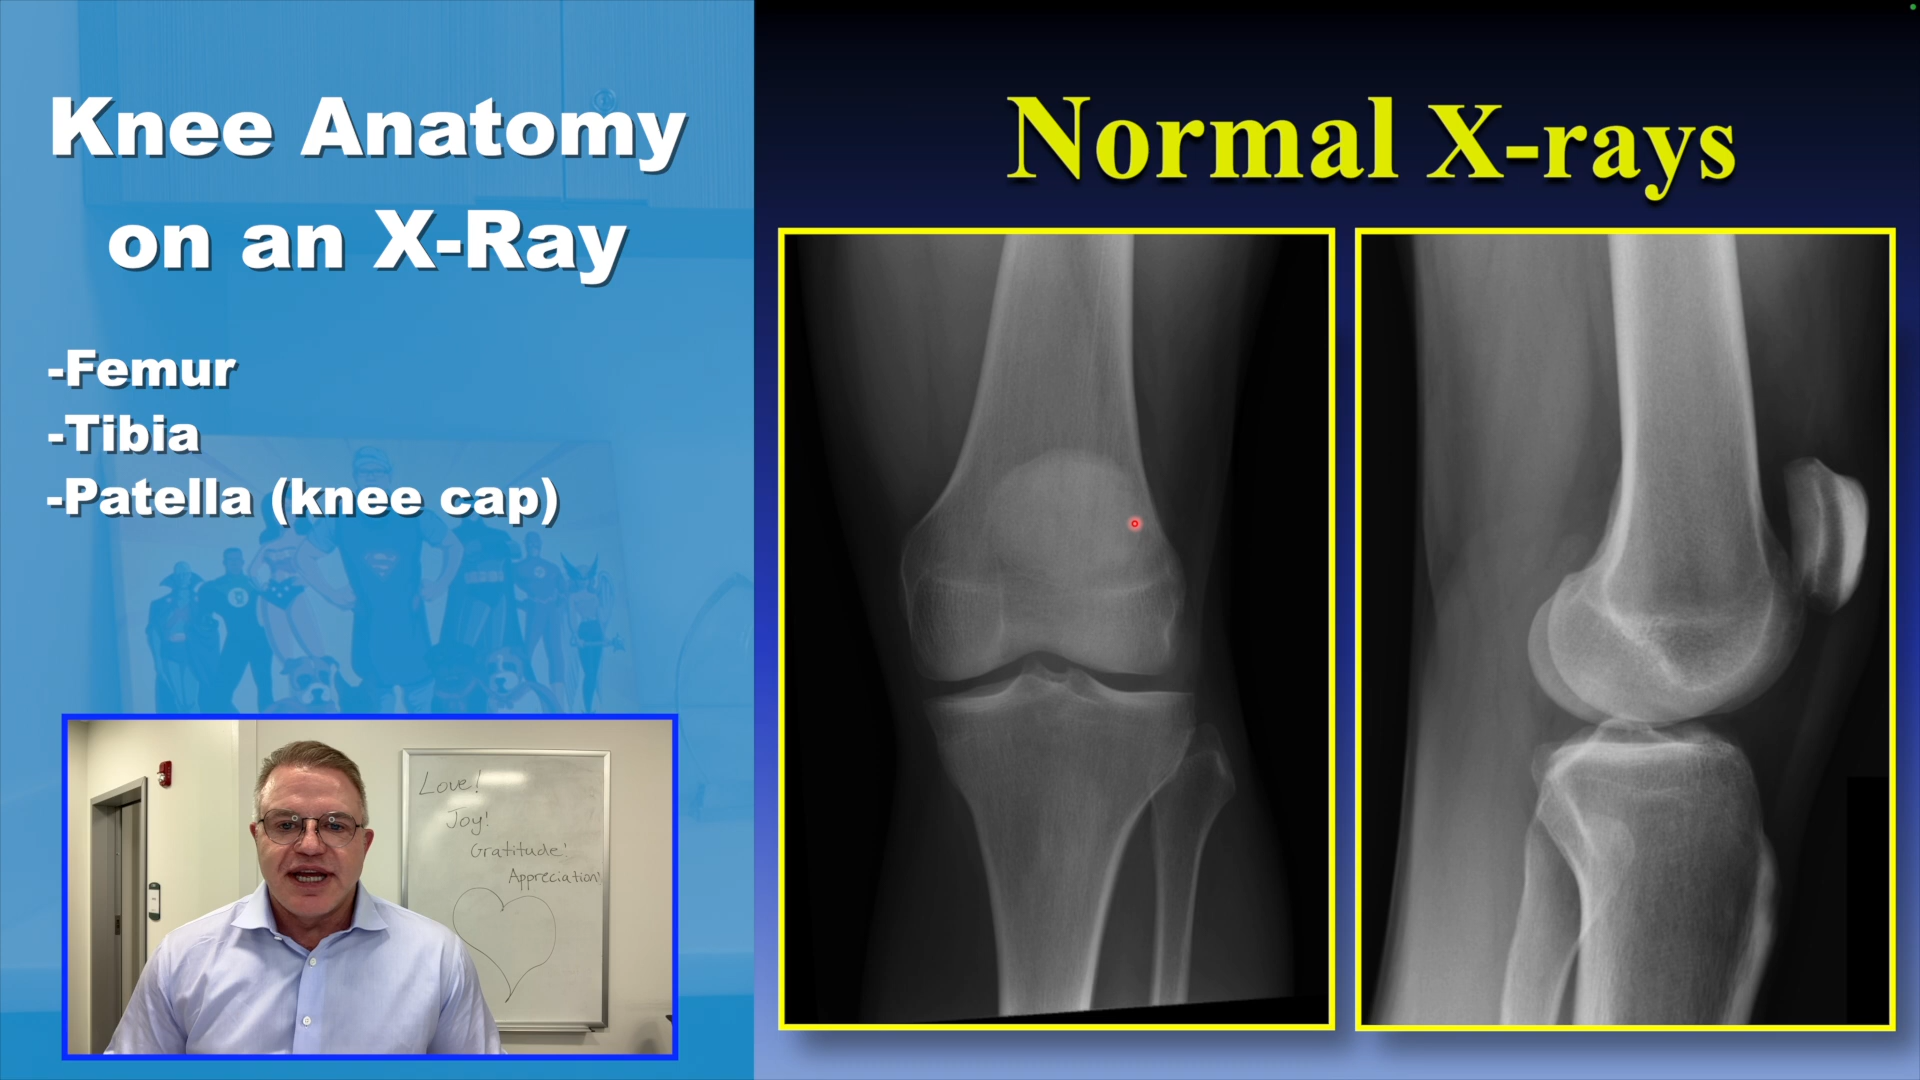 Knee Anatomy
on an X-Ray
-Femur
-Tibia
-Patella (knee cap)
Normal X-rays
Love!
Joy!
Gratitude!
Appreciation!